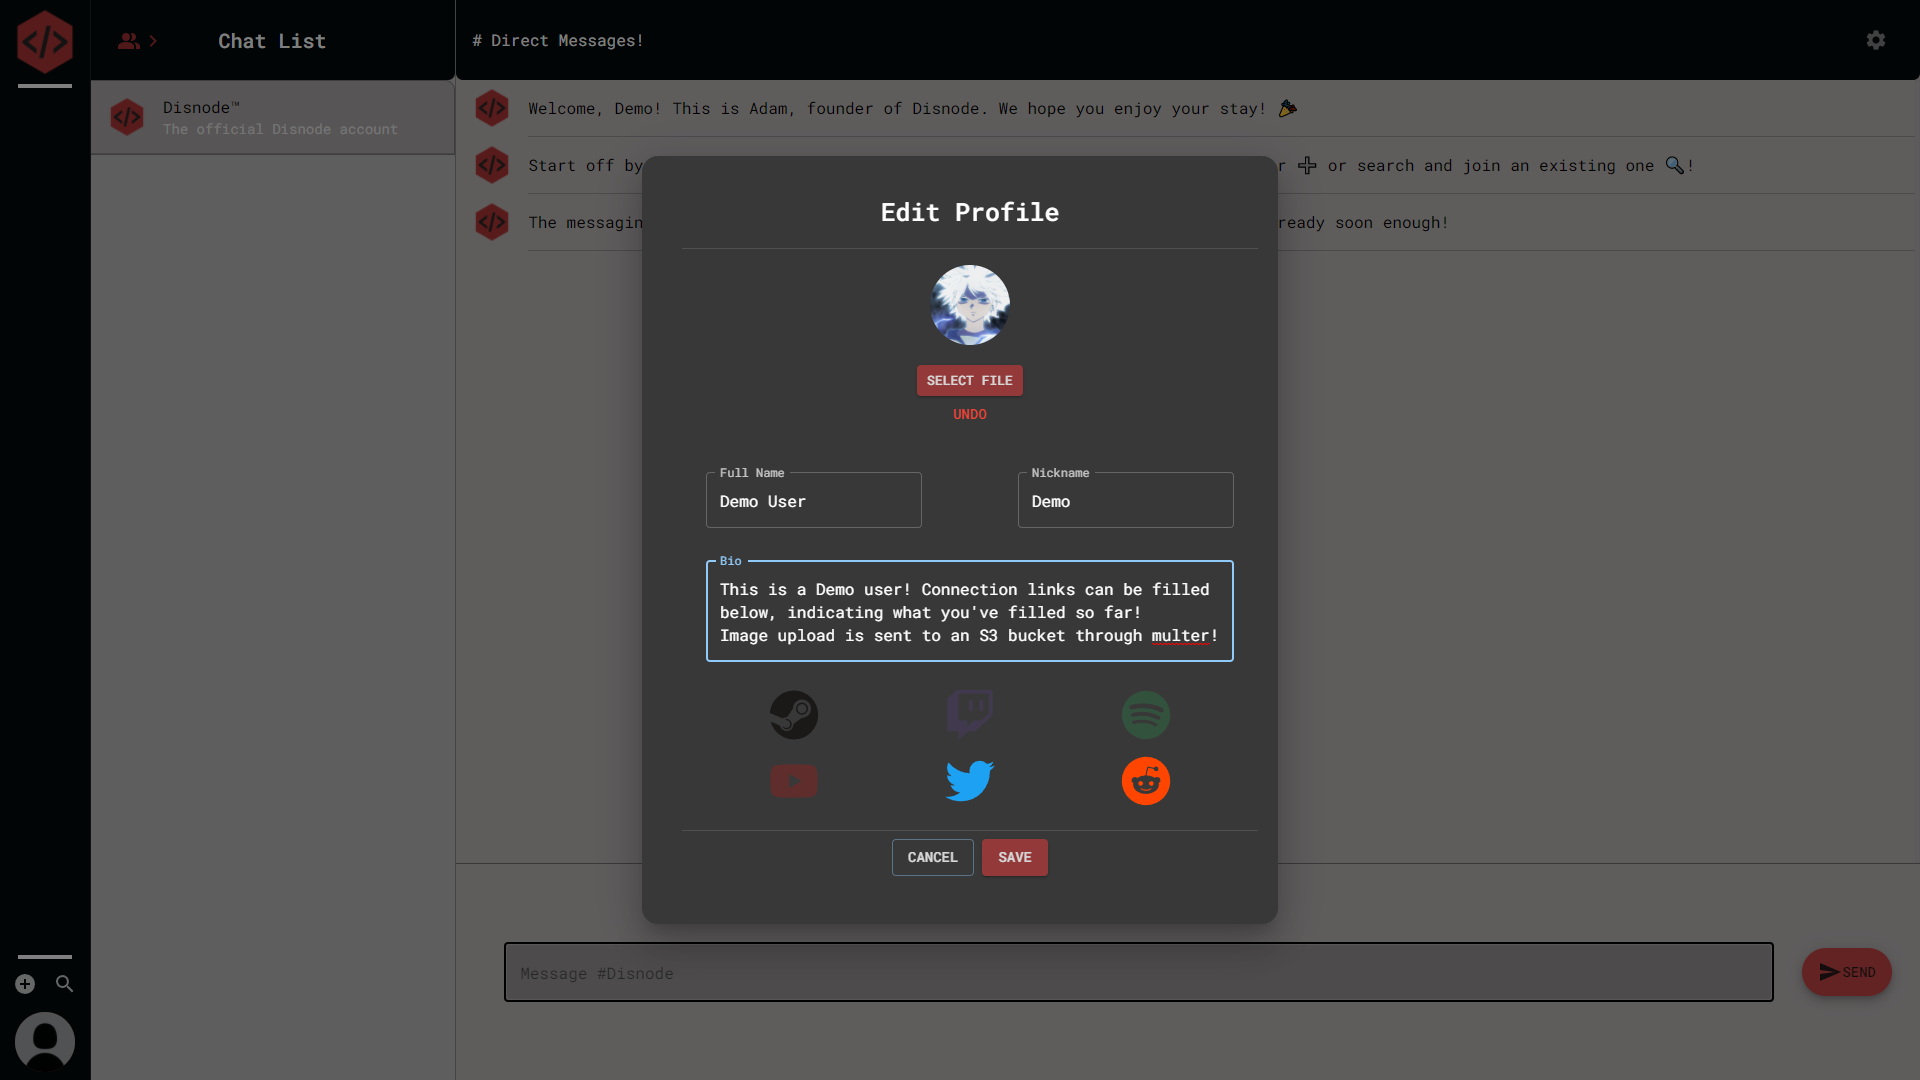 Chat List
# Direct Messages!
Disnode™
The official Disnode account
Welcome, Demo! This is Adam, founder of Disnode. We hope you enjoy your stay! 🎉
Start off by
r ➕ or search and join an existing one 🔍!
The messagin
ready soon enough!
Edit Profile
SELECT FILE
UNDO
Full Name
Demo User
Nickname
Demo
Bio
This is a Demo user! Connection links can be filled
below, indicating what you've filled so far!
Image upload is sent to an S3 bucket through multer!
CANCEL
SAVE
Message #Disnode
SEND